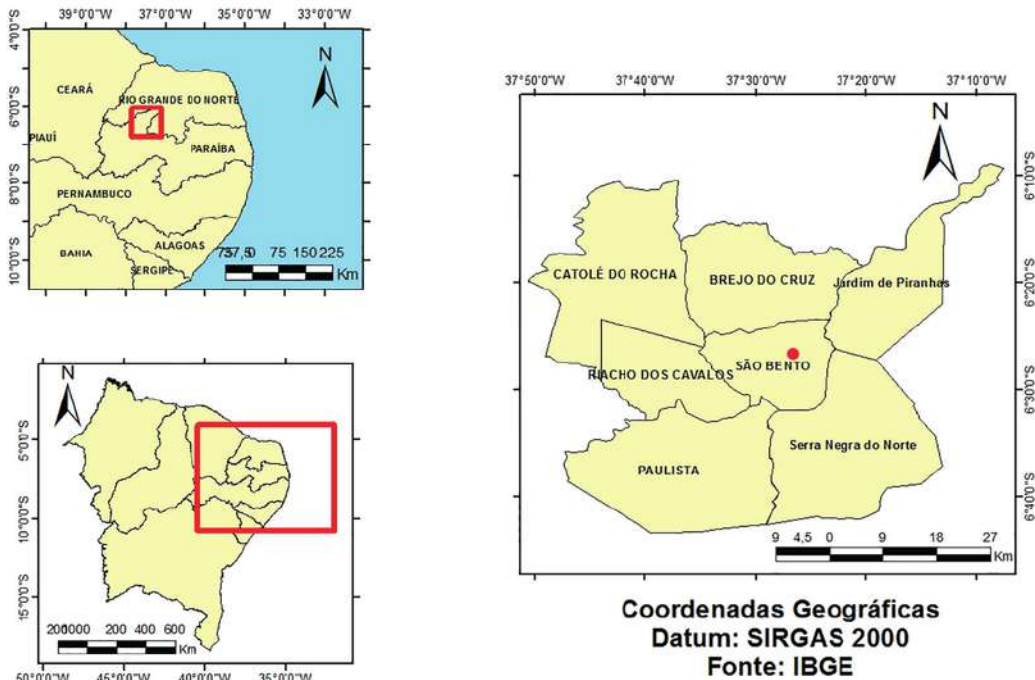 39°0'0"W 37°0'0"W 35°0'0"W 33°0'0"W
4°0'0"S
6°0'0"S
8°0'0"S
10°0'0"S
N
CEARÁ
RIO GRANDE DO NORTE
PIAUÍ
PARAÍBA
PERNAMBUCO
ALAGOAS
BAHIA
SERGIPE
7537,50 75 150 225
Km
N
5°0'0"S
10°0'0"S
15°0'0"S
2001000 200 400 600
Km
50°0'0"W 45°0'0"W 40°0'0"W 35°0'0"W
37°50'0"W 37°40'0"W 37°30'0"W 37°20'0"W 37°10'0"W
N
6°10'0"S
6°20'0"S
6°30'0"S
6°40'0"S
CATOLÉ DO ROCHA
BREJO DO CRUZ
Jardim de Piranhas
RIACHO DOS CAVALOS
SÃO BENTO
Serra Negra do Norte
PAULISTA
9 4,5 0 9 18 27
Km
Coordenadas Geográficas
Datum: SIRGAS 2000
Fonte: IBGE